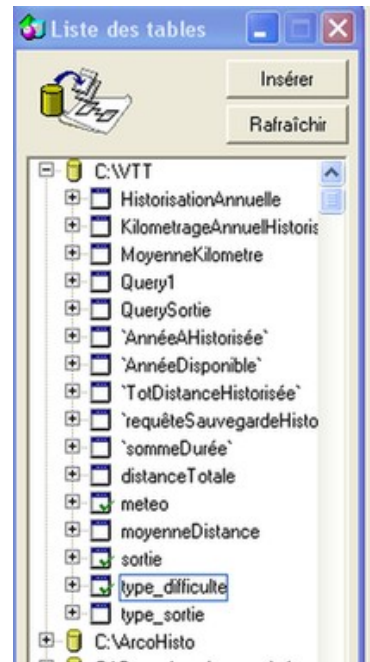 Liste des tables
Insérer
Rafraîchir
C:\WTT
HistorisationAnnuelle
KilometrageAnnuelHistoris
MoyenneKilometre
Query1
QuerySortie
`AnnéeAHistorisée`
`AnnéeDisponible`
`TotDistanceHistorisée`
`requêteSauvegardeHisto
`sommeDurée`
distanceTotale
meteo
moyenneDistance
sortie
type_difficulte
type_sortie
C:\ArcoHisto